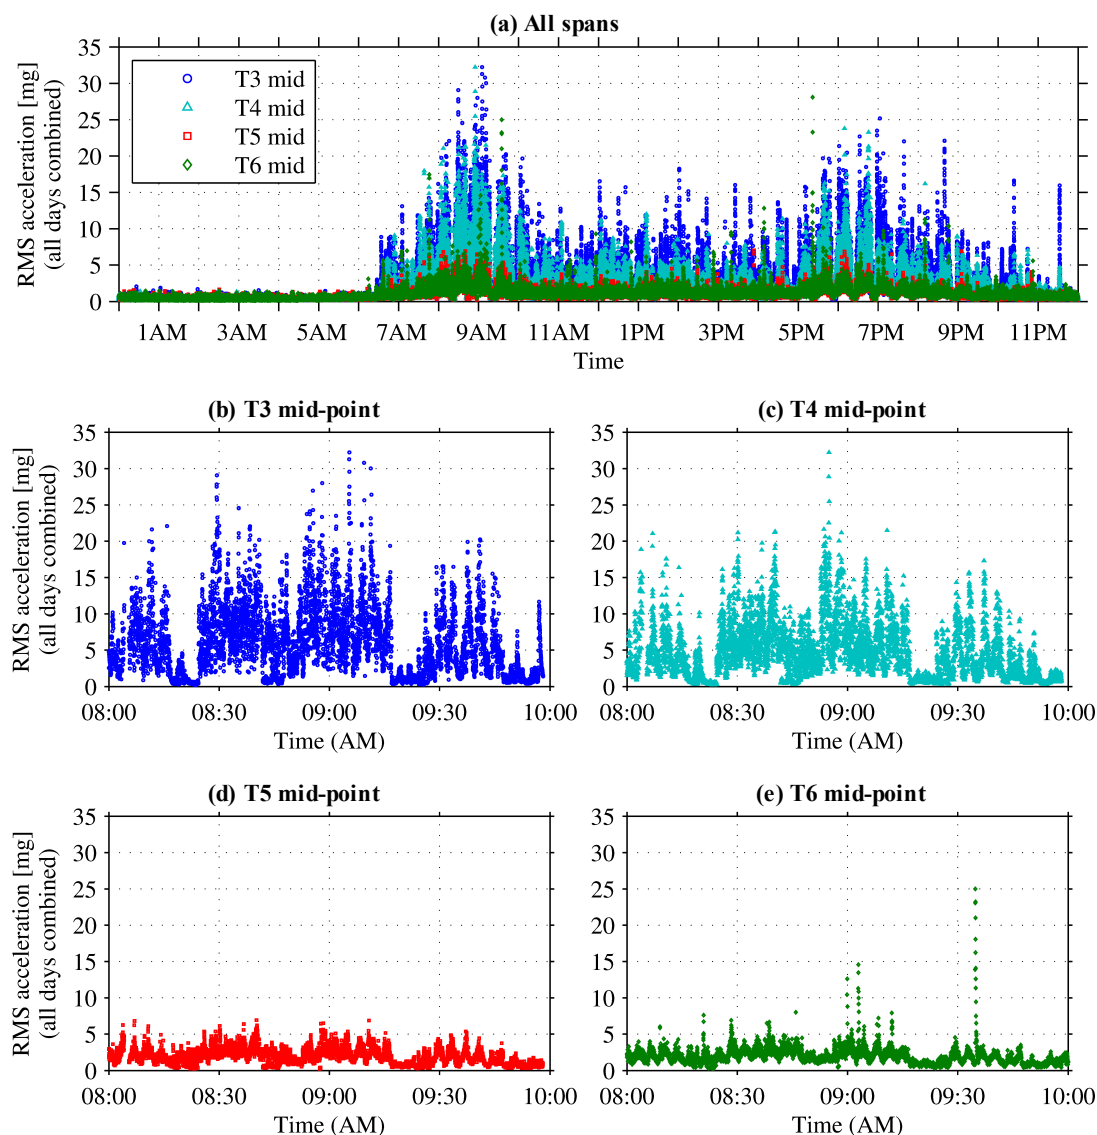 (a) All spans
35
30
25
20
15
10
5
0
RMS acceleration [mg]
(all days combined)
T3 mid
T4 mid
T5 mid
T6 mid
1AM 3AM 5AM 7AM 9AM 11AM 1PM 3PM 5PM 7PM 9PM 11PM
Time
(b) T3 mid-point
35
30
25
20
15
10
5
0
RMS acceleration [mg]
(all days combined)
08:00 08:30 09:00 09:30 10:00
Time (AM)
(c) T4 mid-point
35
30
25
20
15
10
5
0
08:00 08:30 09:00 09:30 10:00
Time (AM)
(d) T5 mid-point
35
30
25
20
15
10
5
0
RMS acceleration [mg]
(all days combined)
08:00 08:30 09:00 09:30 10:00
Time (AM)
(e) T6 mid-point
35
30
25
20
15
10
5
0
08:00 08:30 09:00 09:30 10:00
Time (AM)